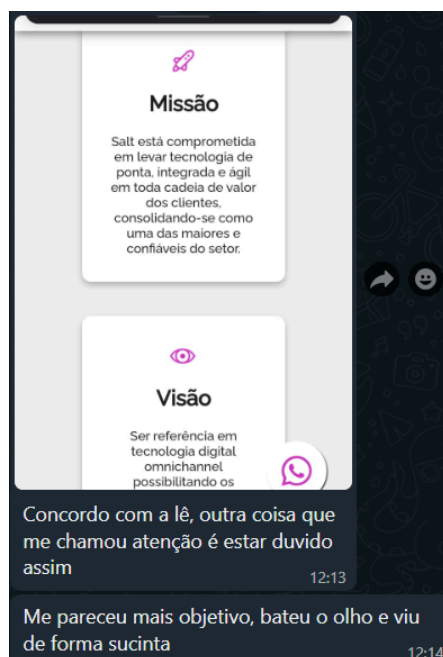 Missão
Salt está comprometida
em levar tecnologia de
ponta, integrada e ágil
em toda cadeia de valor
dos clientes,
consolidando-se como
uma das maiores e
confiáveis do setor.
Visão
Ser referência em
tecnologia digital
omnichannel
possibilitando os
Concordo com a lê, outra coisa que
me chamou atenção é estar duvido
assim
12:13
Me pareceu mais objetivo, bateu o olho e viu
de forma sucinta
12:14